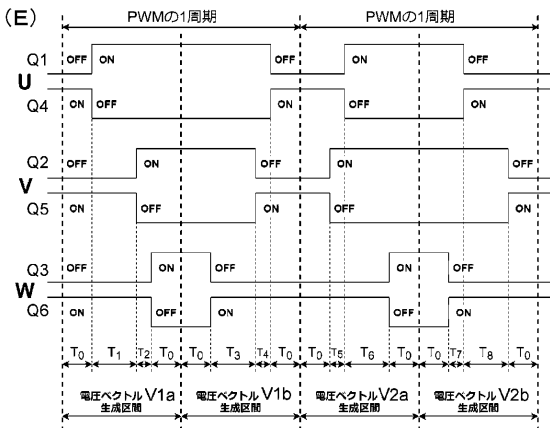 (E)
PWMの1周期 PWMの1周期
Q1 OFF ON OFF ON OFF
U
Q4 ON OFF ON OFF ON
Q2 OFF ON OFF ON OFF
V
Q5 ON OFF ON OFF ON
Q3 OFF ON OFF ON OFF
W
Q6 ON OFF ON OFF ON
T0 T1 T2 T0 T0 T3 T4 T0 T0 T5 T6 T0 T0 T7 T8 T0
電圧ベクトルV1a 電圧ベクトルV1b 電圧ベクトルV2a 電圧ベクトルV2b
生成区間 生成区間 生成区間 生成区間